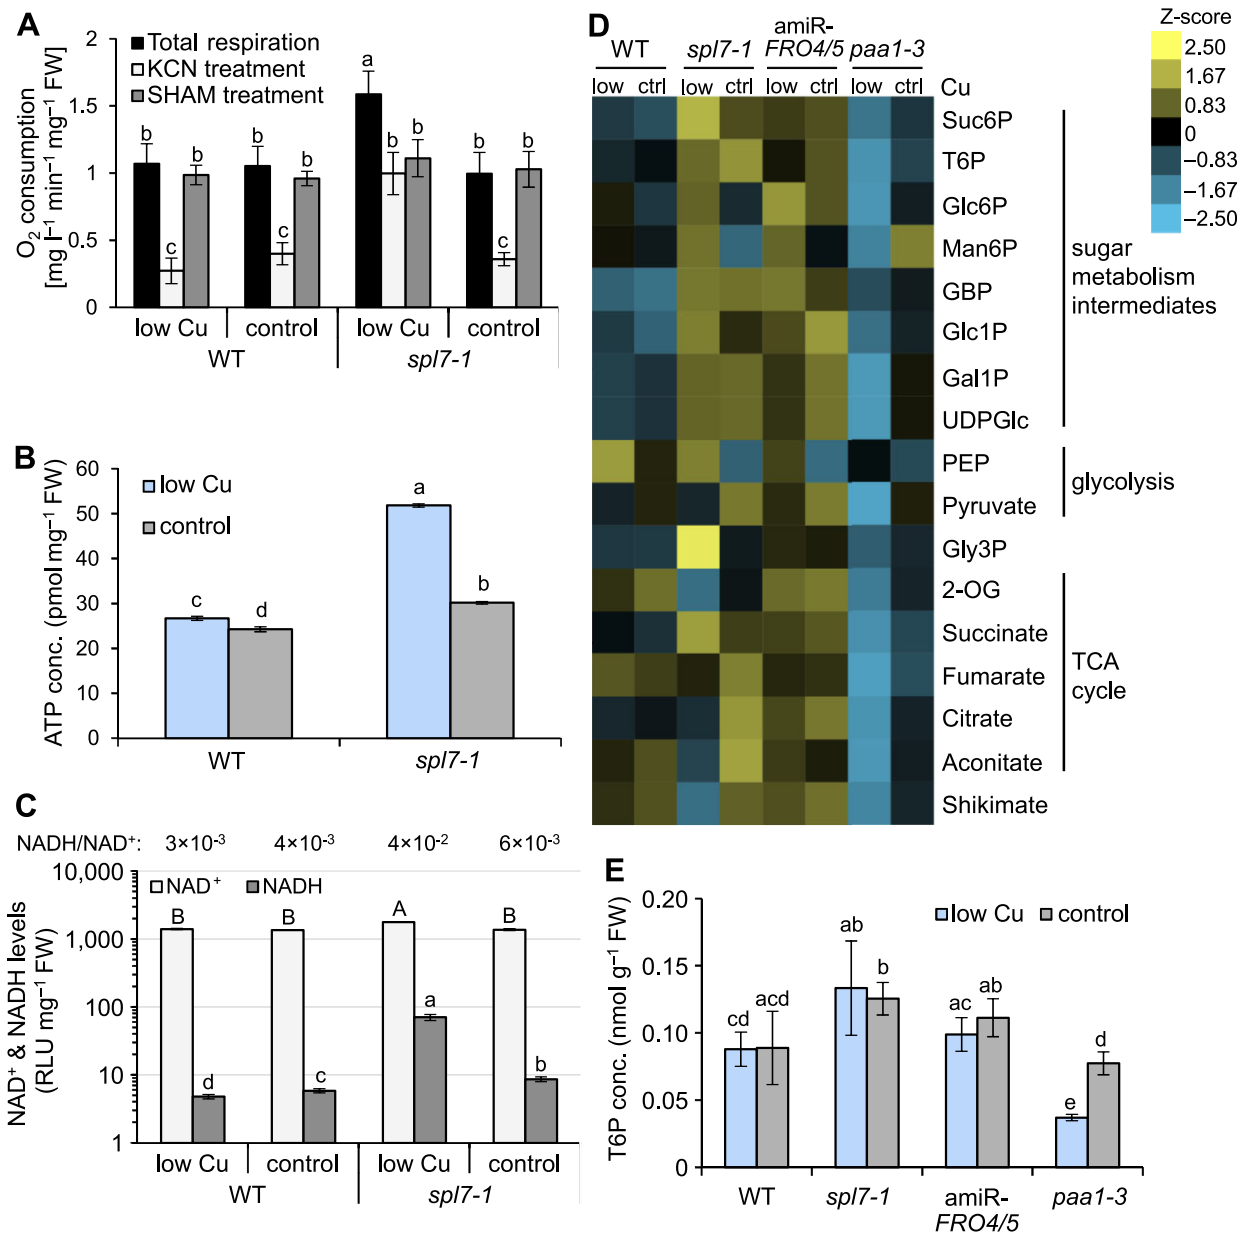 A
Total respiration
KCN treatment
SHAM treatment
O2 consumption
[mg l⁻¹ min⁻¹ mg⁻¹ FW]
2
1.5
1
0.5
0
b
c
b
b
c
b
a
b
b
b
c
b
low Cu
control
low Cu
control
WT
spl7-1
B
low Cu
control
ATP conc. (pmol mg⁻¹ FW)
60
50
40
30
20
10
0
c
d
a
b
WT
spl7-1
C
NADH/NAD⁺:
3×10⁻³
4×10⁻³
4×10⁻²
6×10⁻³
NAD⁺
NADH
NAD⁺ & NADH levels
(RLU mg⁻¹ FW)
10,000
1,000
100
10
1
B
d
B
c
A
a
B
b
low Cu
control
low Cu
control
WT
spl7-1
D
WT
spl7-1
amiR-
FRO4/5
paa1-3
low
ctrl
low
ctrl
low
ctrl
low
ctrl
Cu
Z-score
2.50
1.67
0.83
0
−0.83
−1.67
−2.50
Suc6P
T6P
Glc6P
Man6P
GBP
Glc1P
Gal1P
UDPGlc
PEP
Pyruvate
Gly3P
2-OG
Succinate
Fumarate
Citrate
Aconitate
Shikimate
sugar
metabolism
intermediates
glycolysis
TCA
cycle
E
low Cu
control
T6P conc. (nmol g⁻¹ FW)
0.20
0.15
0.10
0.05
0
cd
acd
ab
b
ac
ab
e
d
WT
spl7-1
amiR-
FRO4/5
paa1-3